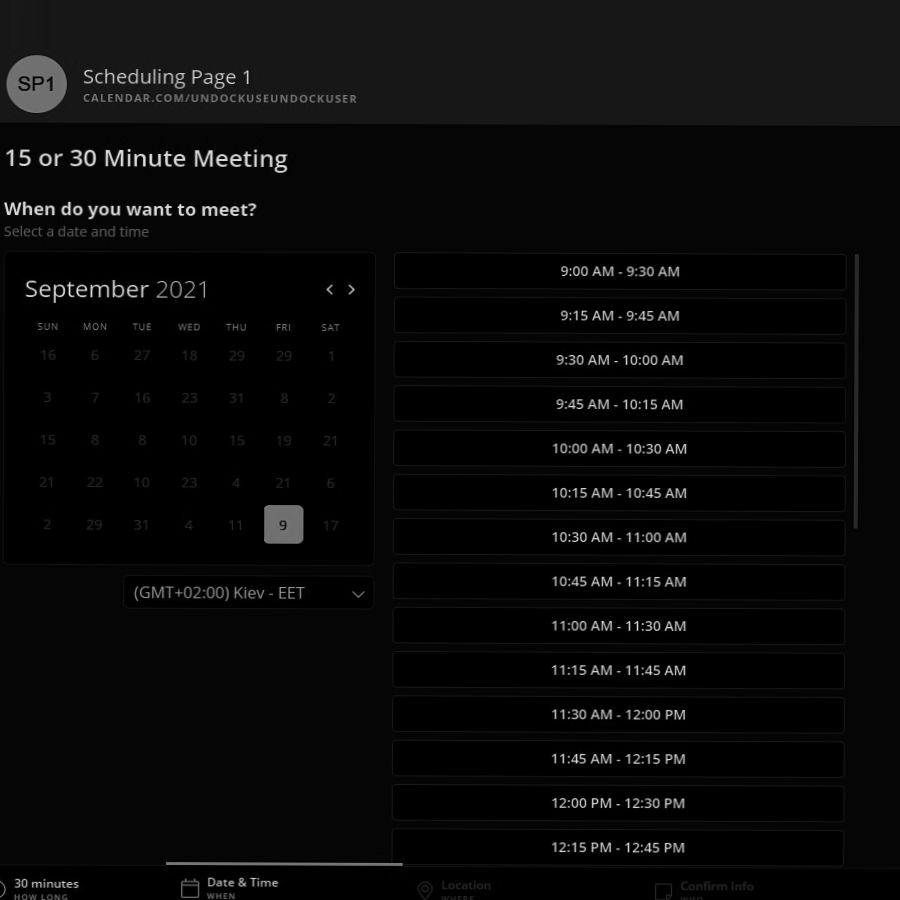 SP1
Scheduling Page 1
CALENDAR.COM/UNDOCKUSEUNDOCKUSER
15 or 30 Minute Meeting
When do you want to meet?
Select a date and time
September 2021
SUN MON TUE WED THU FRI SAT
16 6 27 18 29 29 1
3 7 16 23 31 8 2
15 8 8 10 15 19 21
21 22 10 23 4 21 6
2 29 31 4 11 9 17
(GMT+02:00) Kiev - EET
9:00 AM - 9:30 AM
9:15 AM - 9:45 AM
9:30 AM - 10:00 AM
9:45 AM - 10:15 AM
10:00 AM - 10:30 AM
10:15 AM - 10:45 AM
10:30 AM - 11:00 AM
10:45 AM - 11:15 AM
11:00 AM - 11:30 AM
11:15 AM - 11:45 AM
11:30 AM - 12:00 PM
11:45 AM - 12:15 PM
12:00 PM - 12:30 PM
12:15 PM - 12:45 PM
30 minutes
HOW LONG
Date & Time
WHEN
Location
WHERE
Confirm Info
WHO